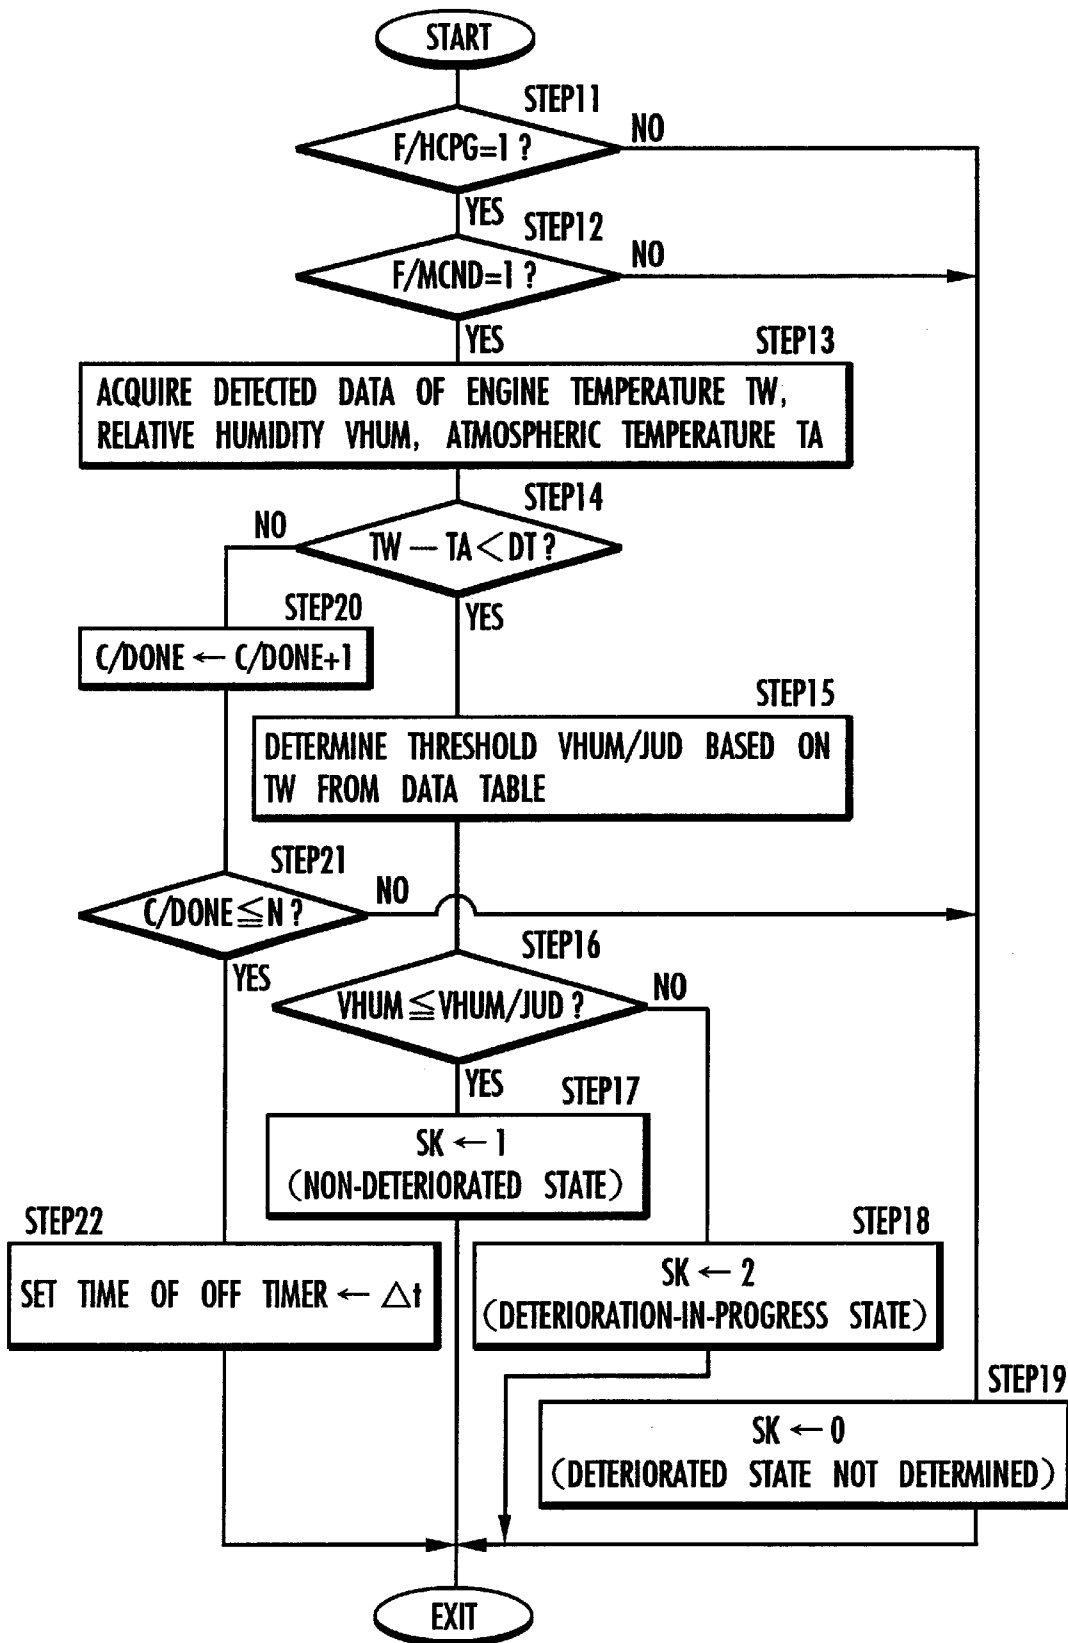 START
STEP11
F/HCPG=1 ?
NO
YES
STEP12
F/MCND=1 ?
NO
YES
STEP13
ACQUIRE DETECTED DATA OF ENGINE TEMPERATURE TW,
RELATIVE HUMIDITY VHUM, ATMOSPHERIC TEMPERATURE TA
STEP14
NO
TW — TA < DT ?
YES
STEP20
C/DONE ← C/DONE+1
STEP15
DETERMINE THRESHOLD VHUM/JUD BASED ON
TW FROM DATA TABLE
STEP21
C/DONE ≦ N ?
NO
YES
STEP16
VHUM ≦ VHUM/JUD ?
NO
YES
STEP17
SK ← 1
(NON-DETERIORATED STATE)
STEP22
SET TIME OF OFF TIMER ← △t
STEP18
SK ← 2
(DETERIORATION-IN-PROGRESS STATE)
STEP19
SK ← 0
(DETERIORATED STATE NOT DETERMINED)
EXIT